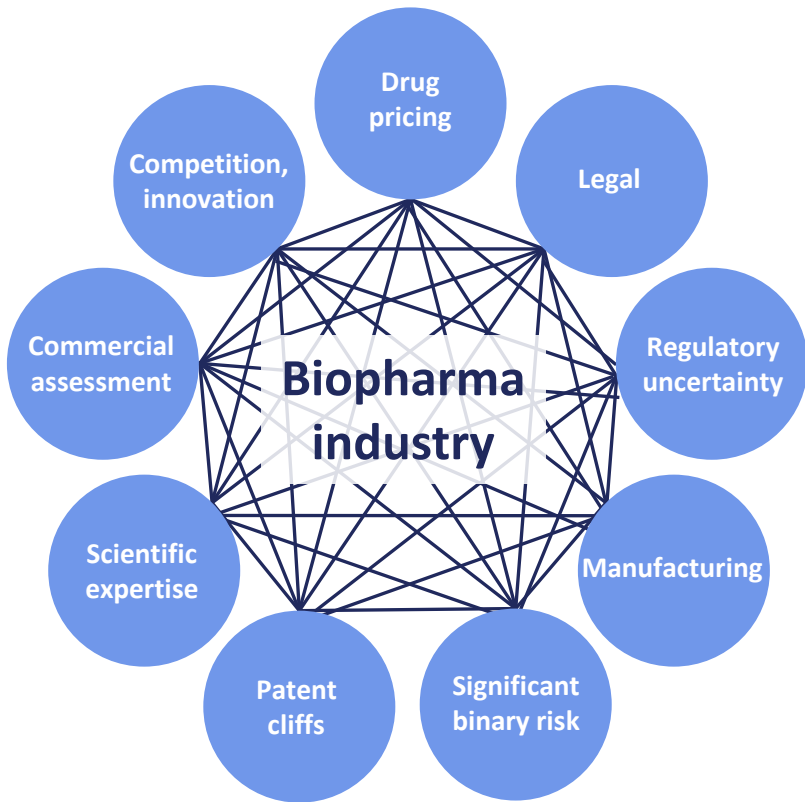 Drug
pricing
Legal
Regulatory
uncertainty
Manufacturing
Significant
binary risk
Patent
cliffs
Scientific
expertise
Commercial
assessment
Competition,
innovation
Biopharma
industry